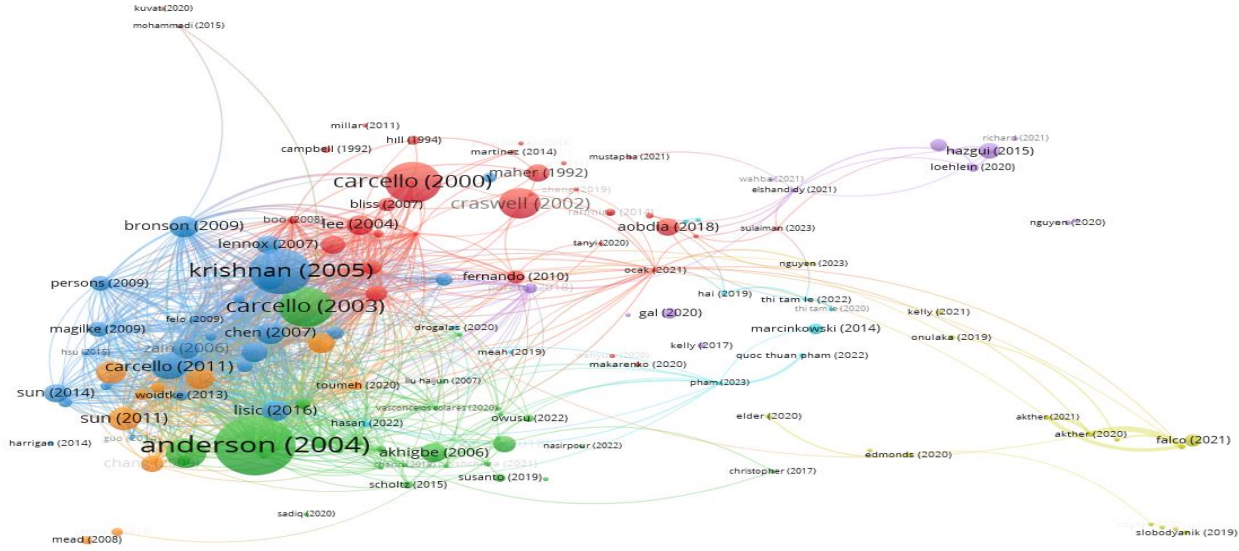 kuvat (2020)
mohammadi (2015)
millar (2011)
hill (1994)
campbell (1992)
martinez (2014)
richard (2021)
hazgui (2015)
mustapha (2021)
loehlein (2020)
maher (1992)
carcello (2000)
wahba (2021)
elshandidy (2021)
bliss (2007)
craswell (2002)
boo (2008)
lee (2004)
bronson (2009)
aobdia (2018)
sulaiman (2023)
nguyen (2020)
lennox (2007)
tanyi (2020)
krishnan (2005)
nguyen (2023)
ocak (2021)
fernando (2010)
persons (2009)
hai (2019)
thi tam le (2022)
carcello (2003)
thi tam le (2020)
kelly (2021)
gal (2020)
felo (2009)
magilke (2009)
chen (2007)
drogalas (2020)
marcinkowski (2014)
onulaka (2019)
kelly (2017)
zain (2006)
hsu (2015)
meah (2019)
quoc thuan pham (2022)
makarenko (2020)
carcello (2011)
liu haijun (2007)
pham (2023)
toumeh (2020)
sun (2014)
woidtke (2013)
vasconcelos solares (2020)
lisic (2016)
sun (2011)
owusu (2022)
elder (2020)
akther (2021)
hasan (2022)
akther (2020)
falco (2021)
harrigan (2014)
anderson (2004)
nasirpour (2022)
akhigbe (2006)
edmonds (2020)
christopher (2017)
susanto (2019)
scholtz (2015)
sadiq (2020)
slobodyanik (2019)
mead (2008)